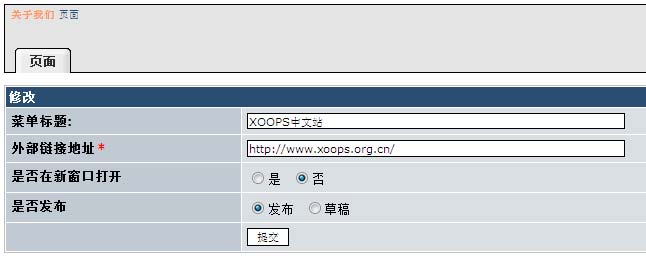 关于我们 页面
页面
修改
菜单标题: XOOPS中文站
外部链接地址* http://www.xoops.org.cn/
是否在新窗口打开 是 否
是否发布 发布 草稿
提交